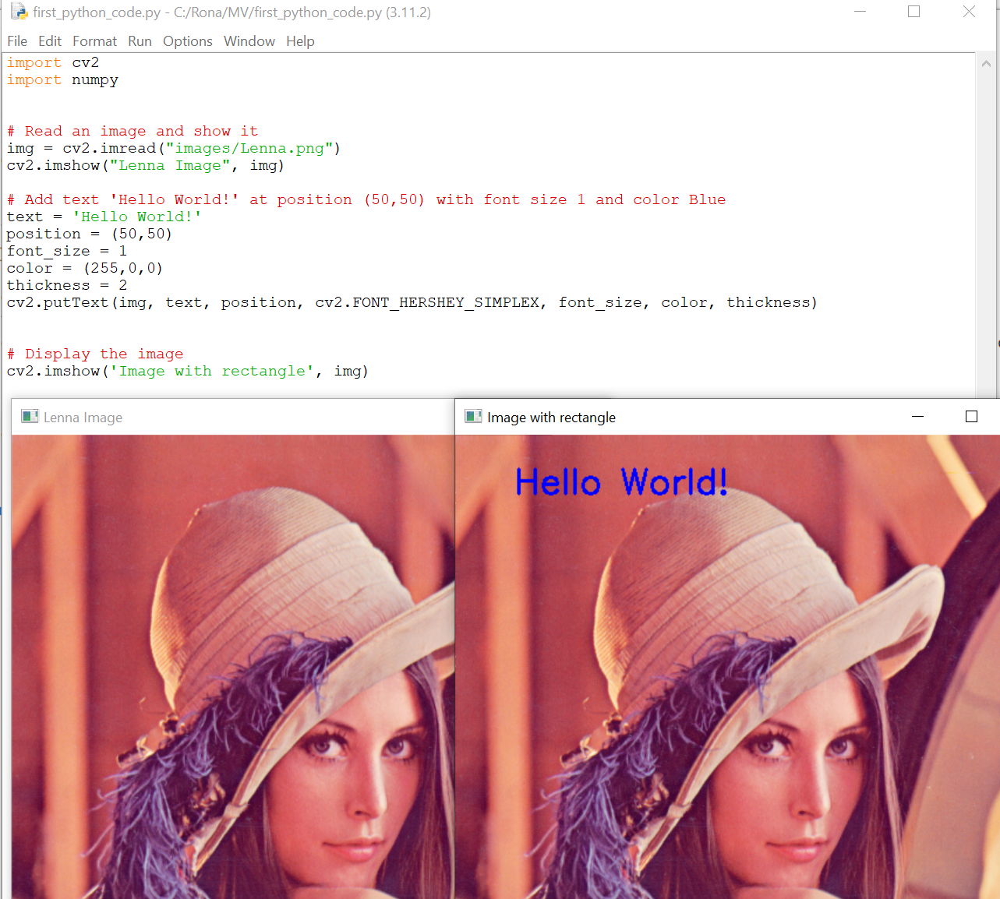 first_python_code.py - C:/Rona/MV/first_python_code.py (3.11.2)
File Edit Format Run Options Window Help
import cv2
import numpy
# Read an image and show it
img = cv2.imread("images/Lenna.png")
cv2.imshow("Lenna Image", img)
# Add text 'Hello World!' at position (50,50) with font size 1 and color Blue
text = 'Hello World!'
position = (50,50)
font_size = 1
color = (255,0,0)
thickness = 2
cv2.putText(img, text, position, cv2.FONT_HERSHEY_SIMPLEX, font_size, color, thickness)
# Display the image
cv2.imshow('Image with rectangle', img)
Lenna Image
Image with rectangle
Hello World!